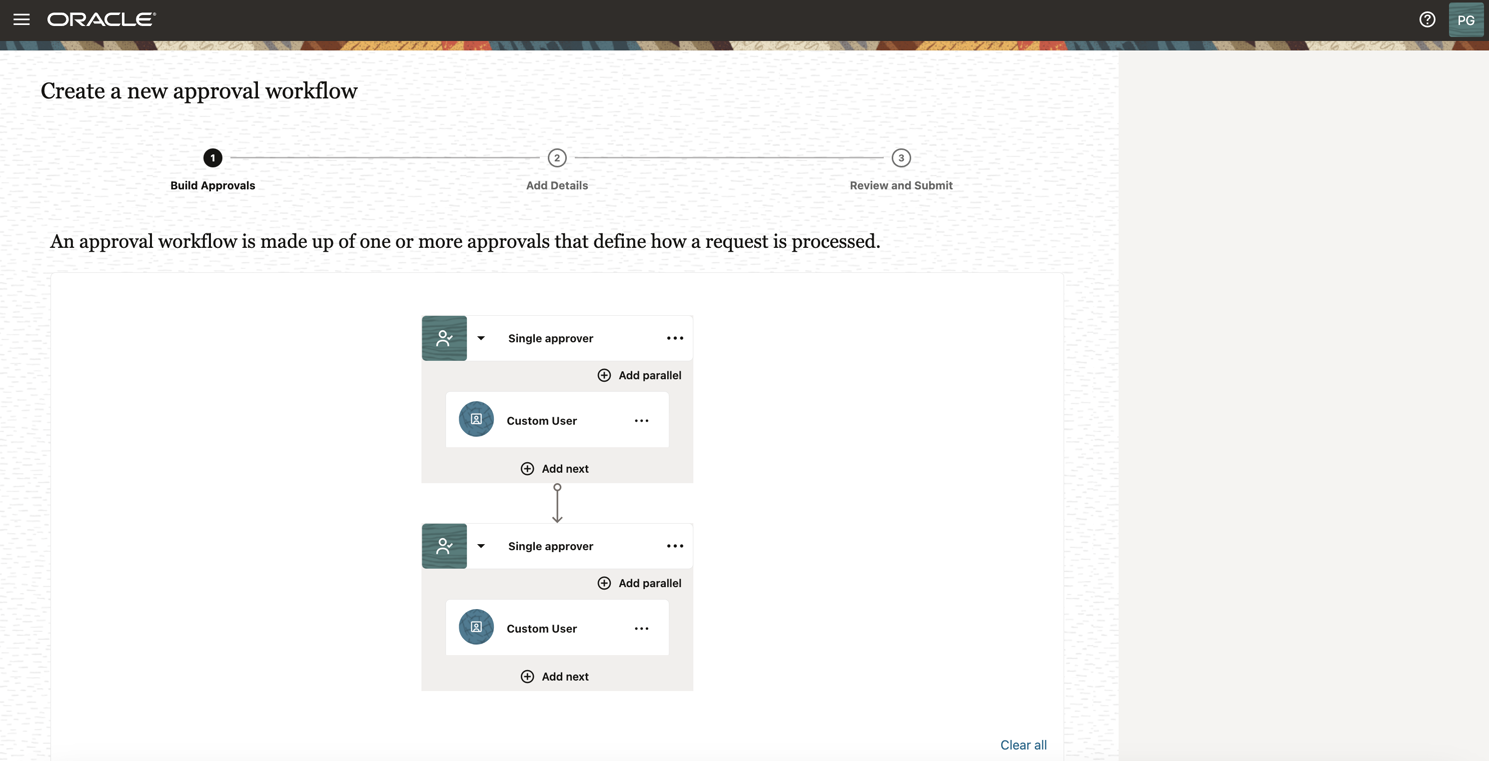 ORACLE
PG
Create a new approval workflow
1
2
3
Build Approvals
Add Details
Review and Submit
An approval workflow is made up of one or more approvals that define how a request is processed.
Single approver
Add parallel
Custom User
Add next
Single approver
Add parallel
Custom User
Add next
Clear all